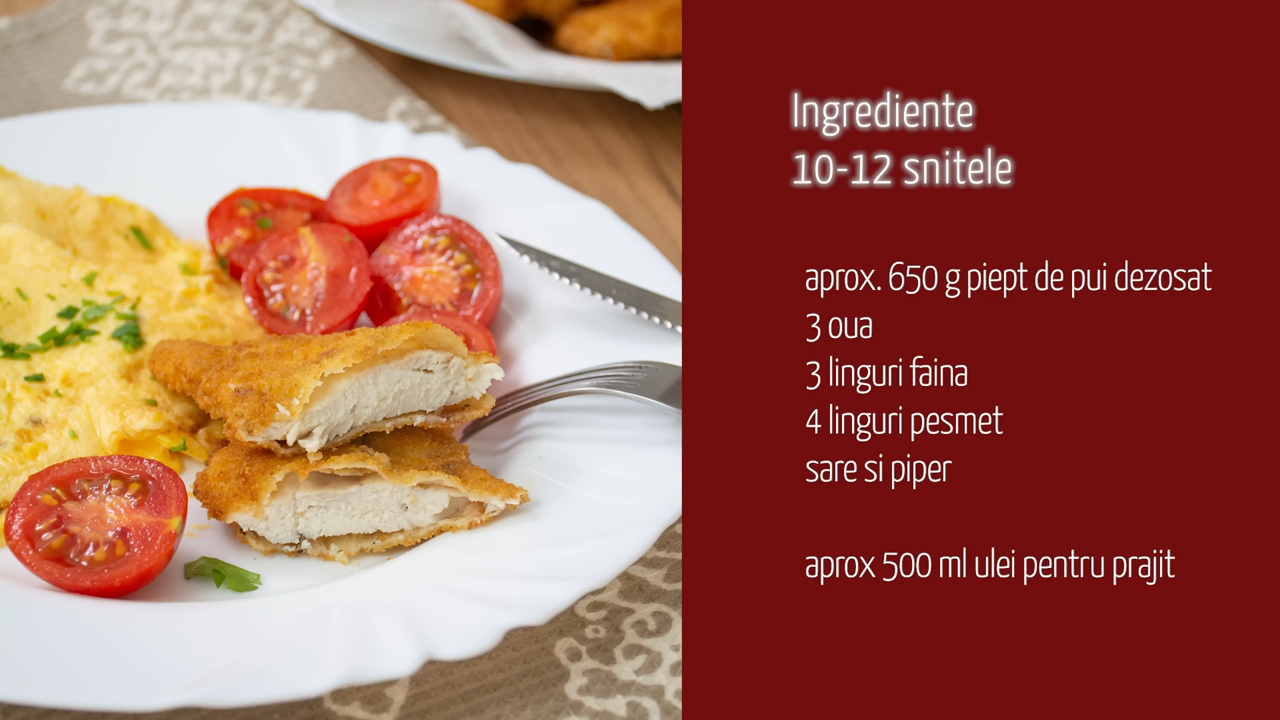 Ingrediente
10-12 snitele
aprox. 650 g piept de pui dezosat
3 oua
3 linguri faina
4 linguri pesmet
sare si piper
aprox 500 ml ulei pentru prajit